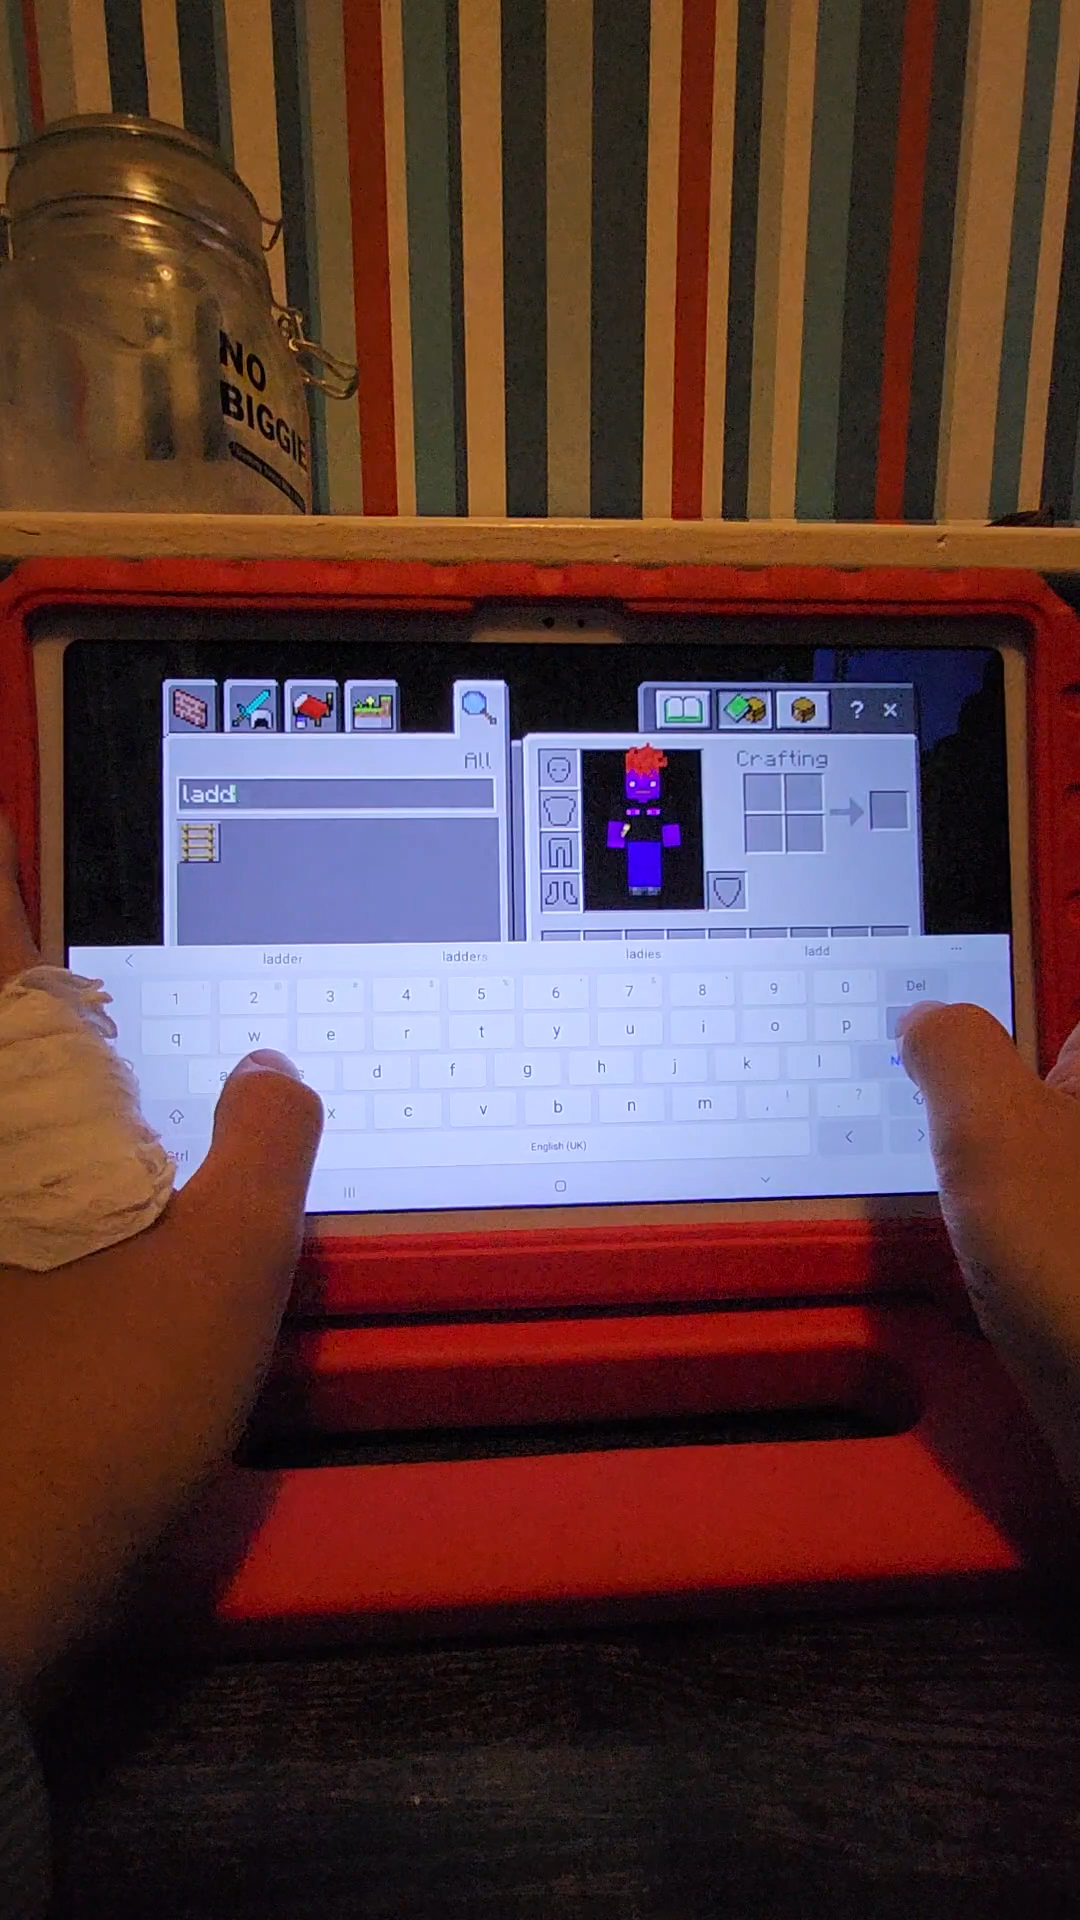 NO
BIGGIE
? ×
All
Crafting
ladd
ladder ladders ladies ladd ...
1 2 3 4 5 6 7 8 9 0 Del
q w e r t y u i o p
a s d f g h j k l N
x c v b n m , ! . ?
Ctrl English (UK) < >